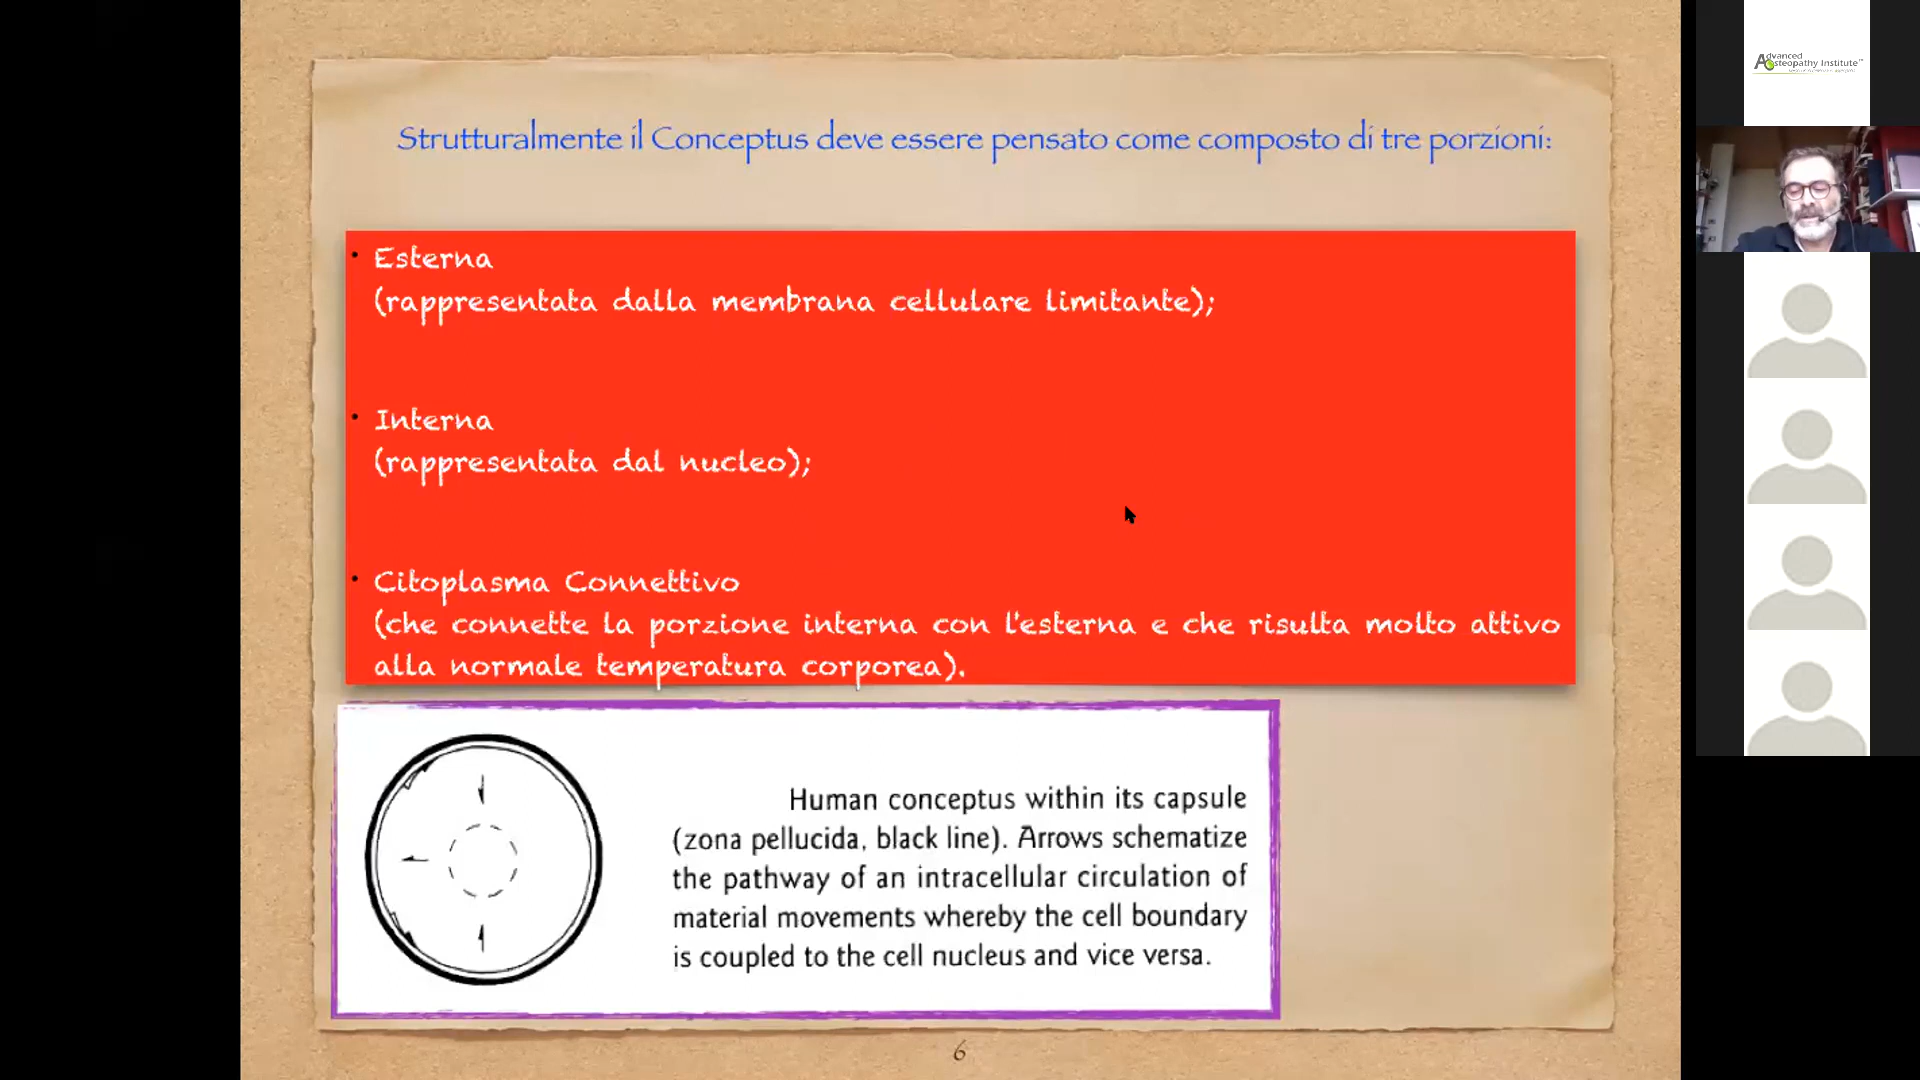 Strutturalmente il Conceptus deve essere pensato come composto di tre porzioni:
• Esterna
(rappresentata dalla membrana cellulare limitante);
• Interna
(rappresentata dal nucleo);
• Citoplasma Connettivo
(che connette la porzione interna con l'esterna e che risulta molto attivo
alla normale temperatura corporea).
Human conceptus within its capsule
(zona pellucida, black line). Arrows schematize
the pathway of an intracellular circulation of
material movements whereby the cell boundary
is coupled to the cell nucleus and vice versa.
6
Advanced
Osteopathy Institute